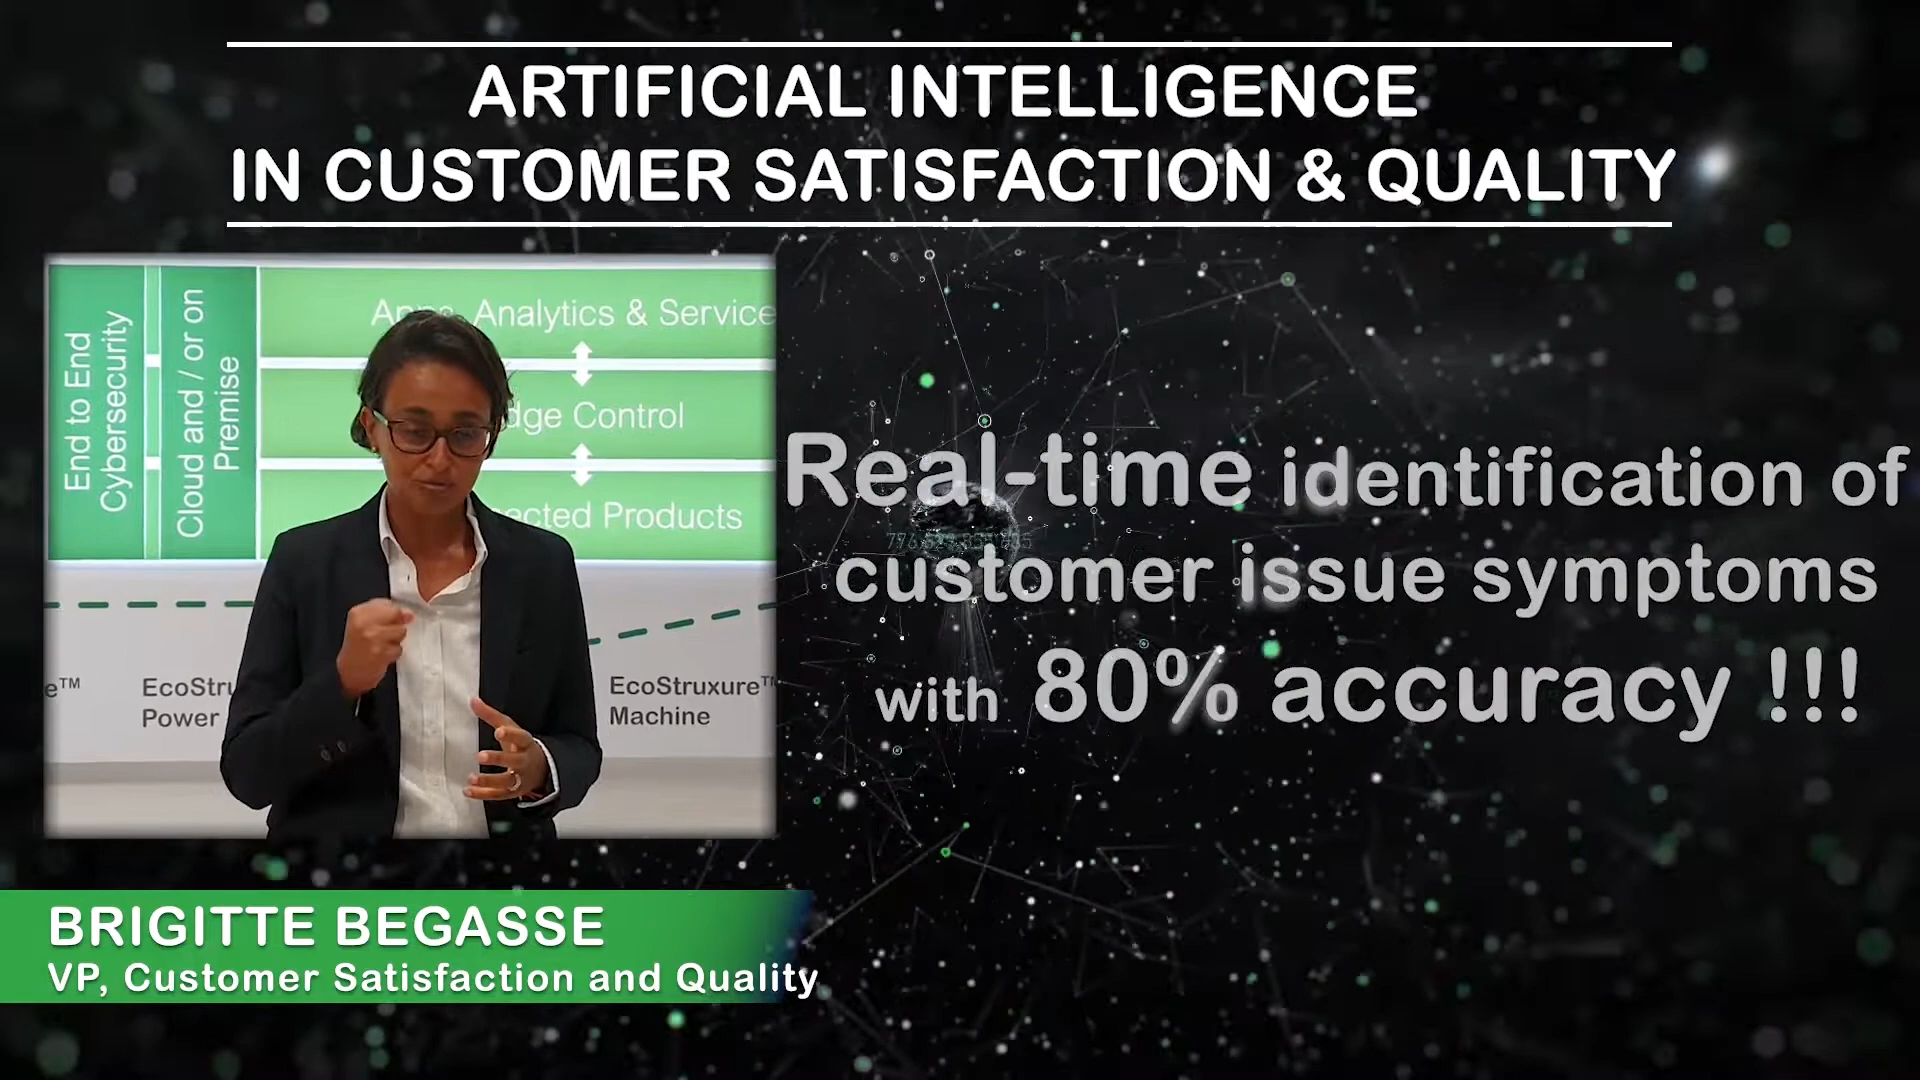 ARTIFICIAL INTELLIGENCE
IN CUSTOMER SATISFACTION & QUALITY
End to End
Cybersecurity
Cloud and / or on
Premise
Analytics & Service
Control
Products
EcoStruxure™
Machine
Power
Real-time identification of
customer issue symptoms
with 80% accuracy !!!
BRIGITTE BEGASSE
VP, Customer Satisfaction and Quality